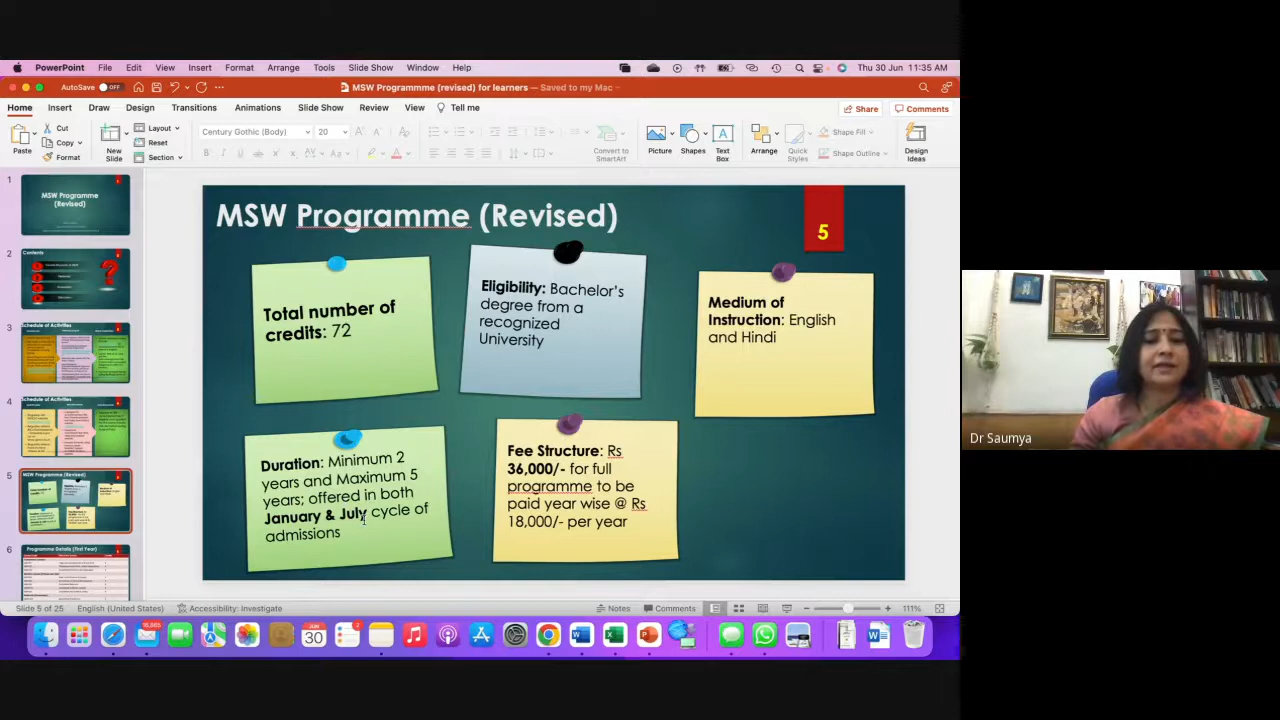 PowerPoint File Edit View Insert Format Arrange Tools Slide Show Window Help Thu 30 Jun 11:35 AM
AutoSave OFF MSW Programmme (revised) for learners — Saved to my Mac
Home Insert Draw Design Transitions Animations Slide Show Review View Tell me Share Comments
Paste Cut Copy Format New Slide Layout Reset Section Century Gothic (Body) 20 Convert to SmartArt Picture Shapes Text Box Arrange Quick Styles Shape Fill Shape Outline Design Ideas
1
MSW Programme
(Revised)
2
Contents
3
Schedule of Activities
4
5
MSW Programme (Revised)
6
Programme Details (First Year)
MSW Programme (Revised)
5
Total number of
credits: 72
Eligibility: Bachelor’s
degree from a
recognized
University
Medium of
Instruction: English
and Hindi
Duration: Minimum 2
years and Maximum 5
years; offered in both
January & July cycle of
admissions
Fee Structure: Rs
36,000/- for full
programme to be
paid year wise @ Rs
18,000/- per year
Dr Saumya
Slide 5 of 25 English (United States) Accessibility: Investigate Notes Comments 111%
JUN
30